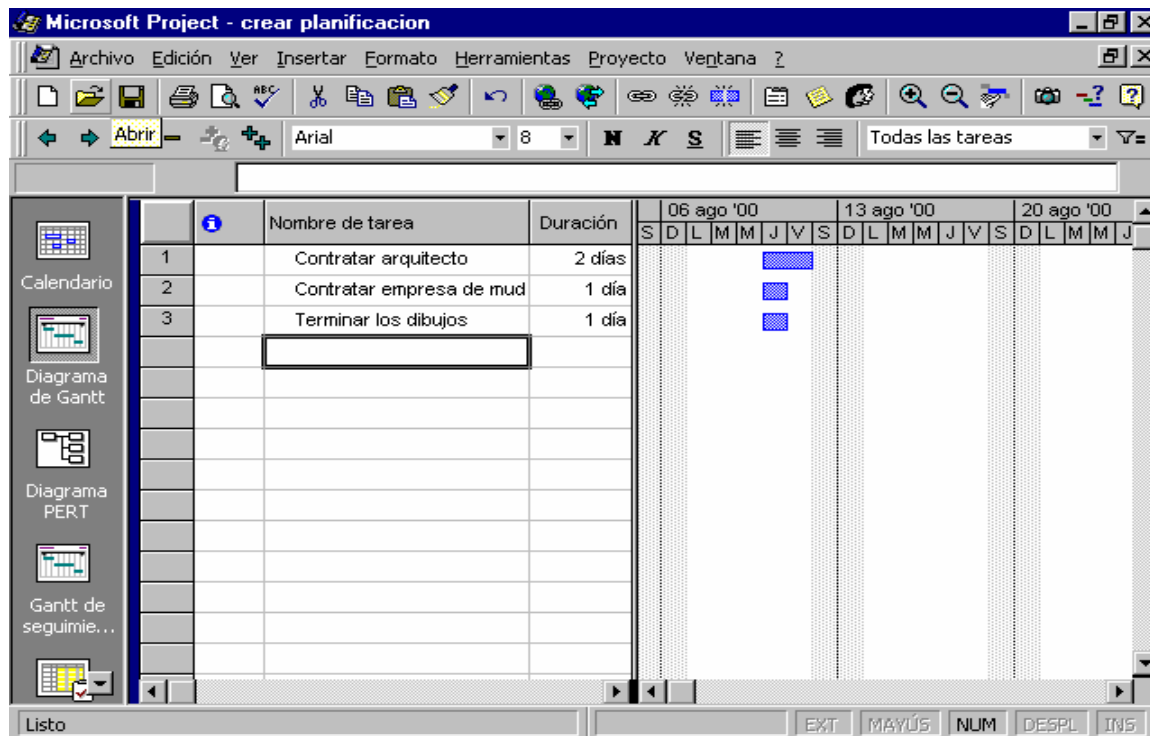 Microsoft Project - crear planificacion
Archivo Edición Ver Insertar Formato Herramientas Proyecto Ventana ?
ABC
Abrir Arial 8 N K S Todas las tareas
Nombre de tarea Duración 06 ago '00 13 ago '00 20 ago '00
S D L M M J V S D L M M J V S D L M M J
1 Contratar arquitecto 2 días
2 Contratar empresa de mud 1 día
3 Terminar los dibujos 1 día
Calendario
Diagrama
de Gantt
Diagrama
PERT
Gantt de
seguimie...
Listo EXT MAYÚS NUM DESPL INS